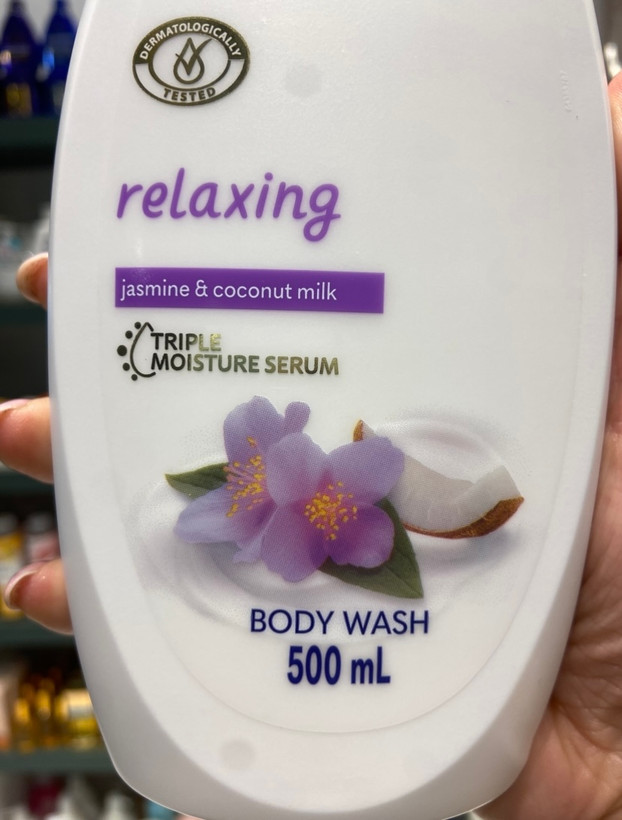 DERMATOLOGICALLY
TESTED
relaxing
jasmine & coconut milk
TRIPLE
MOISTURE SERUM
BODY WASH
500 mL